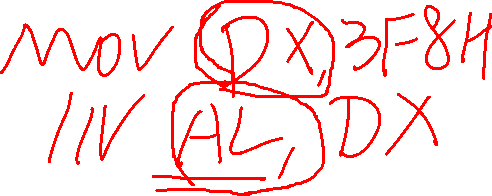 MOV DX, 3F8H
IN AL, DX